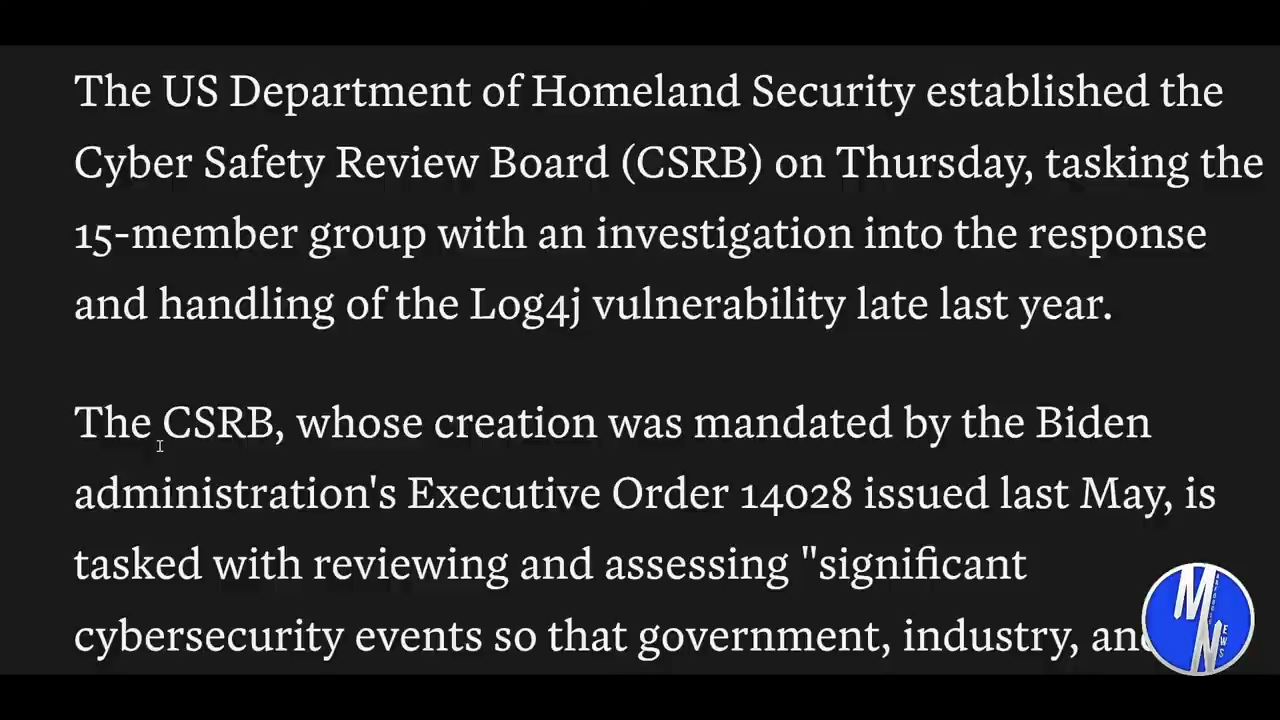 The US Department of Homeland Security established the
Cyber Safety Review Board (CSRB) on Thursday, tasking the
15-member group with an investigation into the response
and handling of the Log4j vulnerability late last year.
The CSRB, whose creation was mandated by the Biden
administration's Executive Order 14028 issued last May, is
tasked with reviewing and assessing "significant
cybersecurity events so that government, industry, and